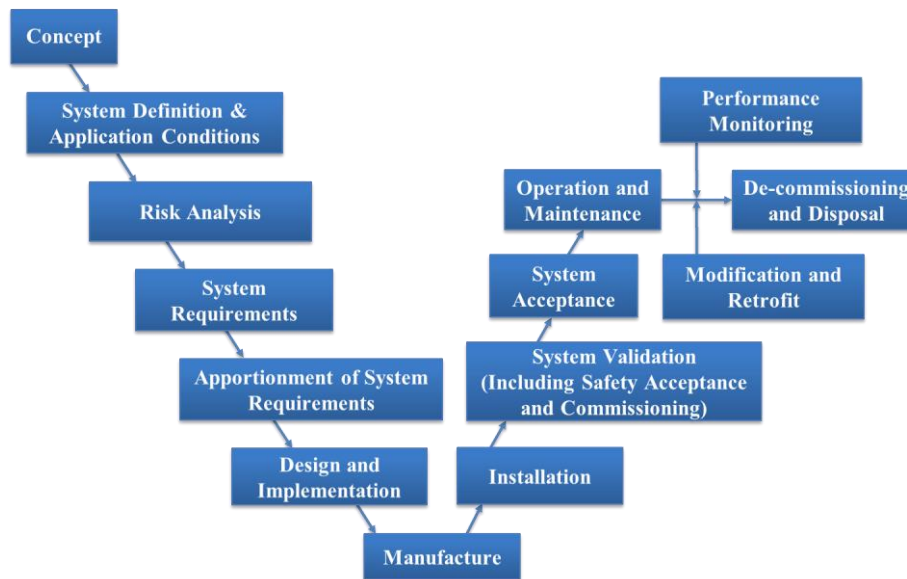 Concept
System Definition &
Application Conditions
Risk Analysis
System
Requirements
Apportionment of System
Requirements
Design and
Implementation
Manufacture
Installation
System Validation
(Including Safety Acceptance
and Commissioning)
System
Acceptance
Operation and
Maintenance
Performance
Monitoring
Modification and
Retrofit
De-commissioning
and Disposal